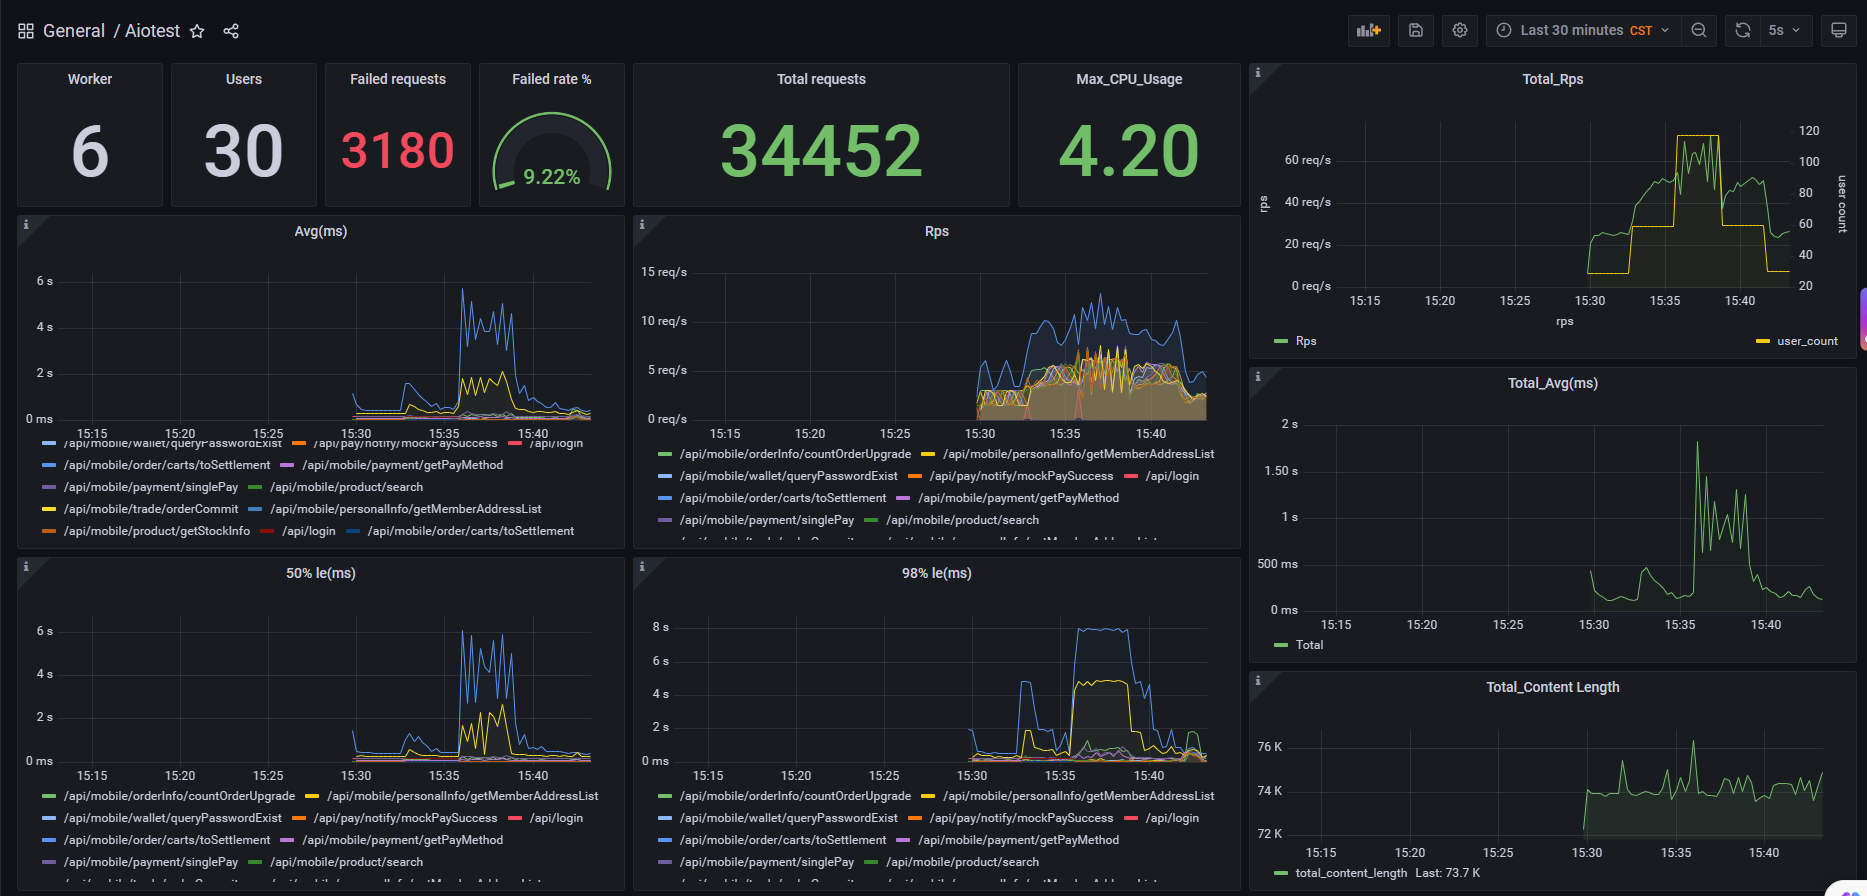 General / Aiotest
Last 30 minutes CST
5s
Worker
6
Users
30
Failed requests
3180
Failed rate %
9.22%
Total requests
34452
Max_CPU_Usage
4.20
Total_Rps
rps
60 req/s
40 req/s
20 req/s
0 req/s
120
100
80
60
40
20
user count
15:15 15:20 15:25 15:30 15:35 15:40
rps
Rps
user_count
Avg(ms)
6 s
4 s
2 s
0 ms
15:15 15:20 15:25 15:30 15:35 15:40
/api/mobile/wallet/queryPasswordExist /api/pay/notify/mockPaySuccess /api/login
/api/mobile/order/carts/toSettlement /api/mobile/payment/getPayMethod
/api/mobile/payment/singlePay /api/mobile/product/search
/api/mobile/trade/orderCommit /api/mobile/personalInfo/getMemberAddressList
/api/mobile/product/getStockInfo /api/login /api/mobile/order/carts/toSettlement
Rps
15 req/s
10 req/s
5 req/s
0 req/s
15:15 15:20 15:25 15:30 15:35 15:40
/api/mobile/orderInfo/countOrderUpgrade /api/mobile/personalInfo/getMemberAddressList
/api/mobile/wallet/queryPasswordExist /api/pay/notify/mockPaySuccess /api/login
/api/mobile/order/carts/toSettlement /api/mobile/payment/getPayMethod
/api/mobile/payment/singlePay /api/mobile/product/search
Total_Avg(ms)
2 s
1.50 s
1 s
500 ms
0 ms
15:15 15:20 15:25 15:30 15:35 15:40
Total
50% le(ms)
6 s
4 s
2 s
0 ms
15:15 15:20 15:25 15:30 15:35 15:40
/api/mobile/orderInfo/countOrderUpgrade /api/mobile/personalInfo/getMemberAddressList
/api/mobile/wallet/queryPasswordExist /api/pay/notify/mockPaySuccess /api/login
/api/mobile/order/carts/toSettlement /api/mobile/payment/getPayMethod
/api/mobile/payment/singlePay /api/mobile/product/search
98% le(ms)
8 s
6 s
4 s
2 s
0 ms
15:15 15:20 15:25 15:30 15:35 15:40
/api/mobile/orderInfo/countOrderUpgrade /api/mobile/personalInfo/getMemberAddressList
/api/mobile/wallet/queryPasswordExist /api/pay/notify/mockPaySuccess /api/login
/api/mobile/order/carts/toSettlement /api/mobile/payment/getPayMethod
/api/mobile/payment/singlePay /api/mobile/product/search
Total_Content Length
76 K
74 K
72 K
15:15 15:20 15:25 15:30 15:35 15:40
total_content_length Last: 73.7 K